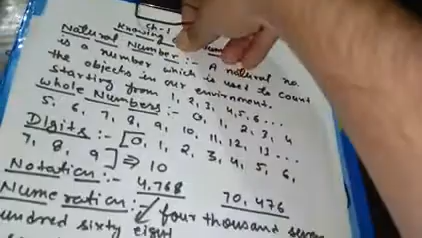 Ch-1
Knowing
Natural Number:- A natural no.
is a number which is used to count
the objects in our environment.
starting from 1, 2, 3, 4, 5, 6...
Whole Numbers:- 0, 1, 2, 3, 4
5, 6, 7, 8, 9, 10, 11, 12, 13 ...
Digits:- [0, 1, 2, 3, 4, 5, 6,
7, 8, 9] ⇒ 10
Notation:- 4,768 70,476
Numeration:- four thousand seven
hundred sixty eight